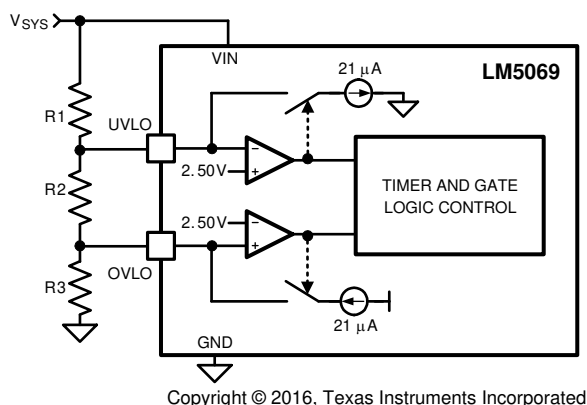 VSYS
VIN
LM5069
21 μA
R1
UVLO
2.50V
R2
TIMER AND GATE
LOGIC CONTROL
2.50V
OVLO
R3
21 μA
GND
Copyright © 2016, Texas Instruments Incorporated